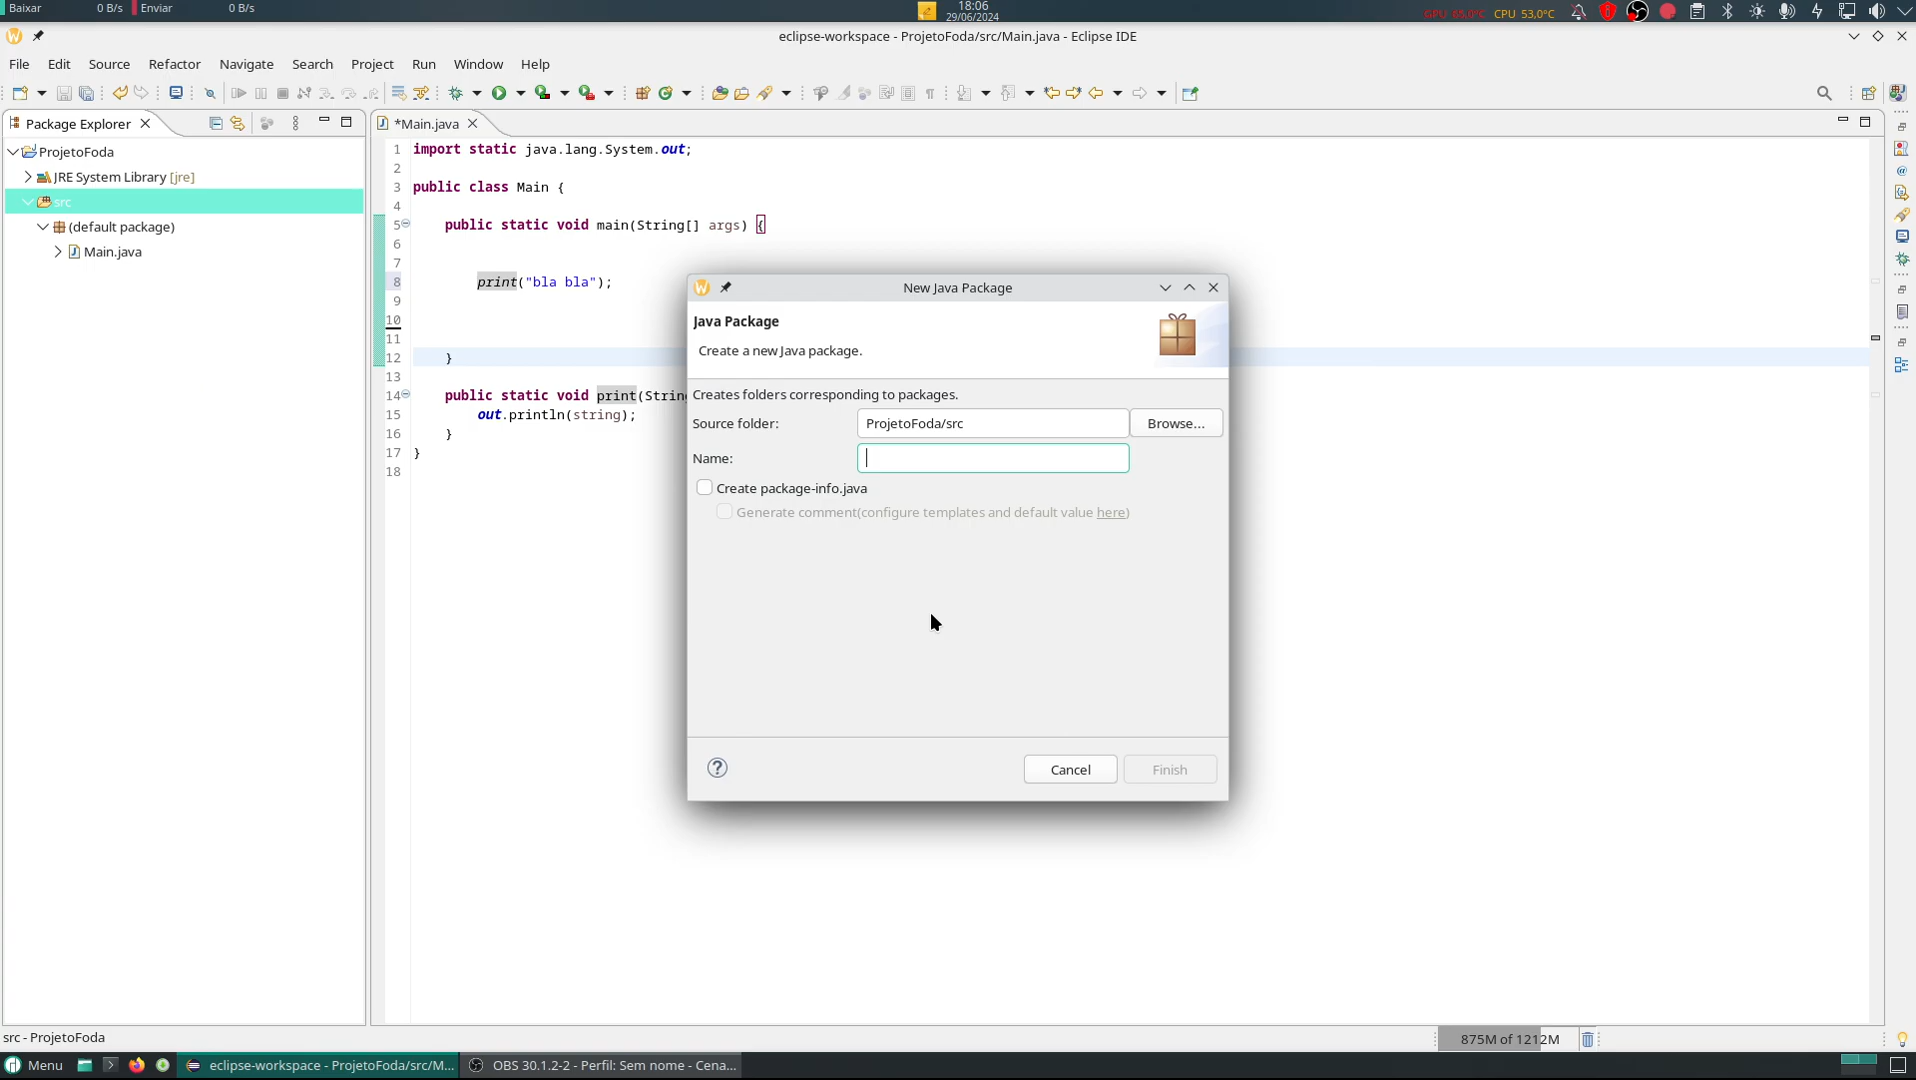 Baixar 0 B/s Enviar 0 B/s
18:06
29/06/2024
GPU 65,0°C CPU 53,0°C
eclipse-workspace - ProjetoFoda/src/Main.java - Eclipse IDE
File Edit Source Refactor Navigate Search Project Run Window Help
Package Explorer
*Main.java
ProjetoFoda
JRE System Library [jre]
src
(default package)
Main.java
1 import static java.lang.System.out;
2
3 public class Main {
4
5 public static void main(String[] args) {
6
7
8 print("bla bla");
9
10
11
12 }
13
14 public static void print(Strin
15 out.println(string);
16 }
17 }
18
New Java Package
Java Package
Create a new Java package.
Creates folders corresponding to packages.
Source folder: ProjetoFoda/src Browse...
Name:
Create package-info.java
Generate comment(configure templates and default value here)
Cancel Finish
src - ProjetoFoda
875M of 1212M
Menu eclipse-workspace - ProjetoFoda/src/M... OBS 30.1.2-2 - Perfil: Sem nome - Cena...